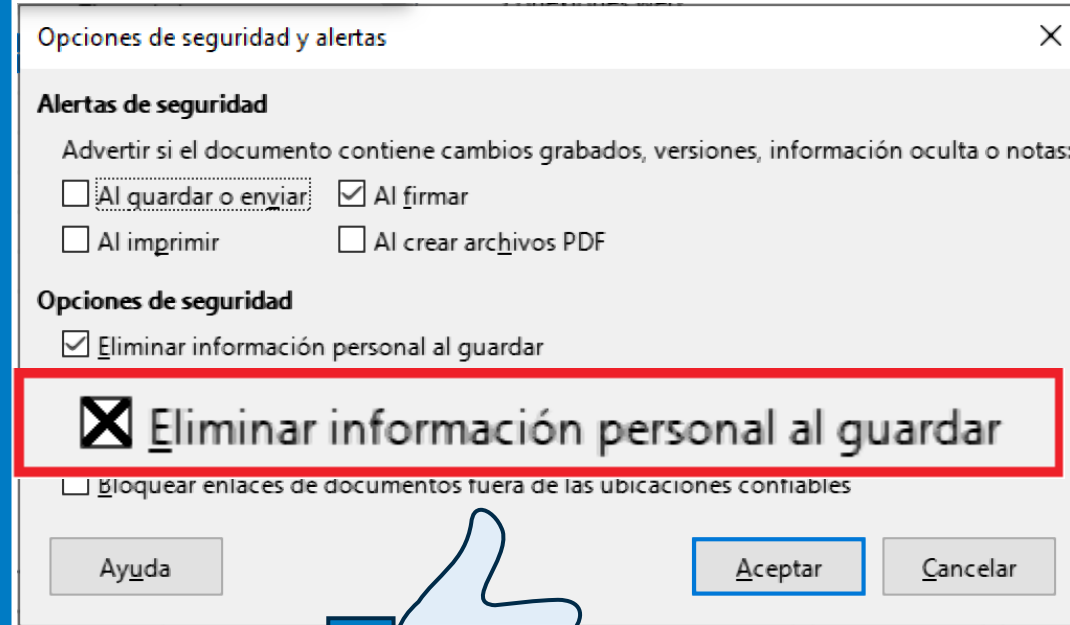 Opciones de seguridad y alertas
Alertas de seguridad
Advertir si el documento contiene cambios grabados, versiones, información oculta o notas:
Al guardar o enviar Al firmar
Al imprimir Al crear archivos PDF
Opciones de seguridad
Eliminar información personal al guardar
Eliminar información personal al guardar
Bloquear enlaces de documentos fuera de las ubicaciones confiables
Ayuda Aceptar Cancelar